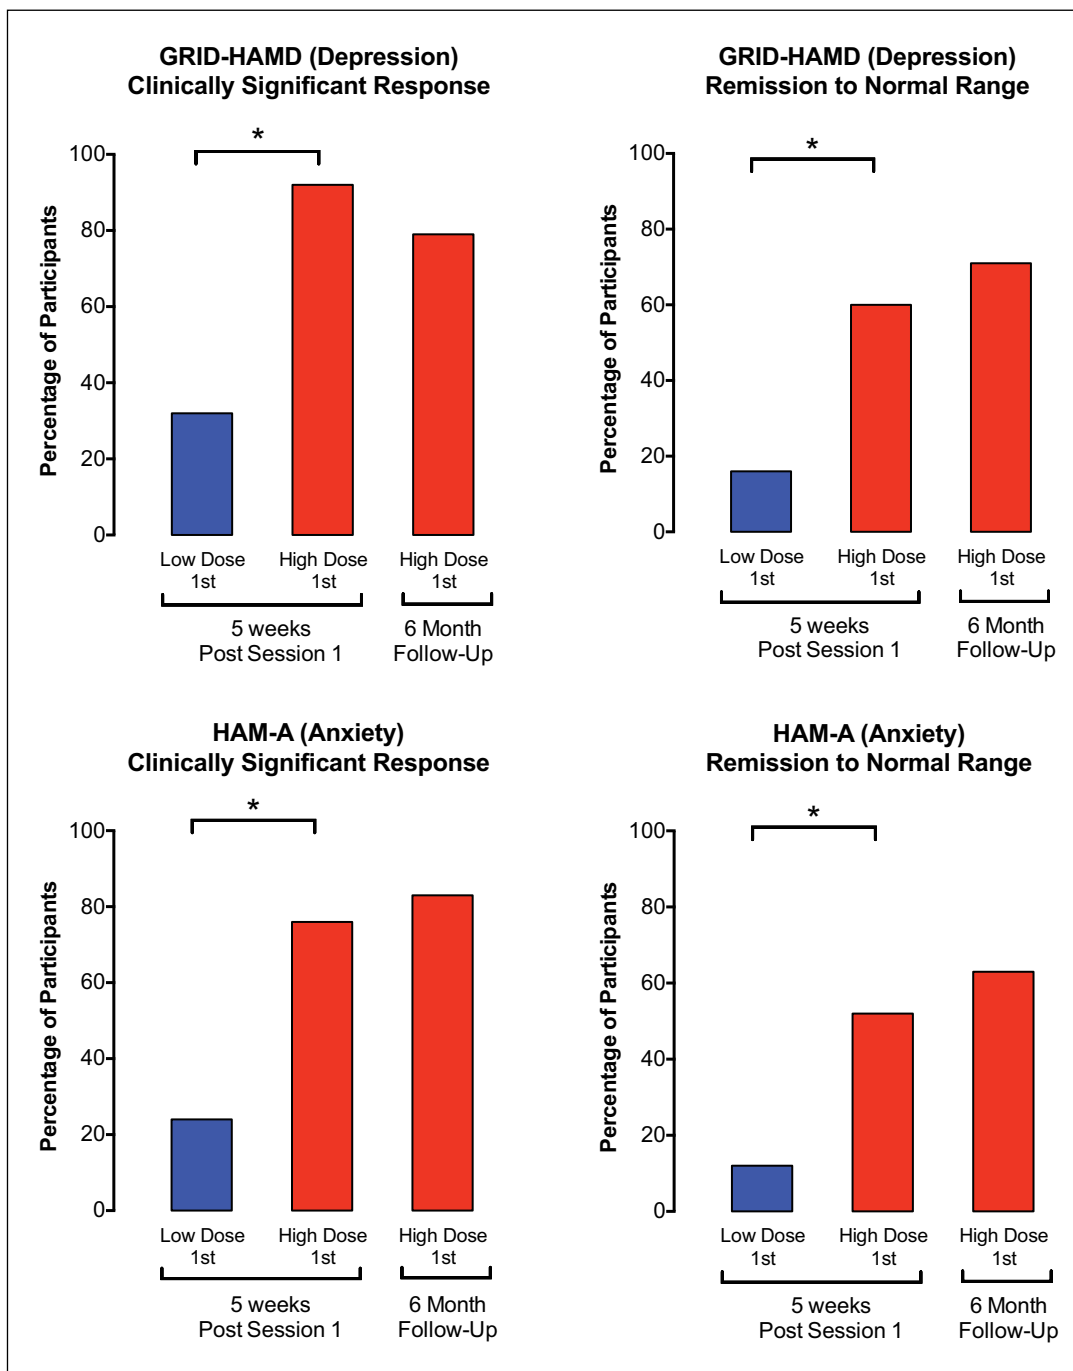 GRID-HAMD (Depression)
Clinically Significant Response
*
100
80
60
40
20
0
Percentage of Participants
Low Dose
1st
High Dose
1st
High Dose
1st
5 weeks
Post Session 1
6 Month
Follow-Up
GRID-HAMD (Depression)
Remission to Normal Range
*
100
80
60
40
20
0
Percentage of Participants
Low Dose
1st
High Dose
1st
High Dose
1st
5 weeks
Post Session 1
6 Month
Follow-Up
HAM-A (Anxiety)
Clinically Significant Response
*
100
80
60
40
20
0
Percentage of Participants
Low Dose
1st
High Dose
1st
High Dose
1st
5 weeks
Post Session 1
6 Month
Follow-Up
HAM-A (Anxiety)
Remission to Normal Range
*
100
80
60
40
20
0
Percentage of Participants
Low Dose
1st
High Dose
1st
High Dose
1st
5 weeks
Post Session 1
6 Month
Follow-Up